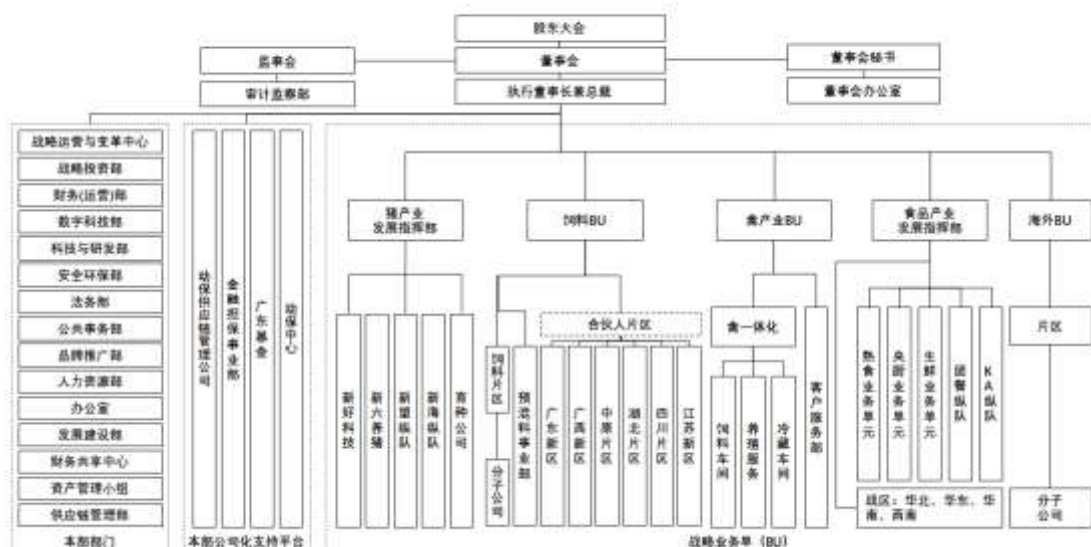 股东大会
监事会
董事会
董事会秘书
审计监察部
执行董事长兼总裁
董事会办公室
战略运营与变革中心
战略投资部
财务(运营)部
数字科技部
科技与研发部
安全环保部
法务部
公共事务部
品牌推广部
人力资源部
办公室
发展建设部
财务共享中心
资产管理小组
供应链管理部
本部部门
动保供应链管理公司
金融担保事业部
广东基金
动保中心
本部公司化支持平台
猪产业
发展指挥部
饲料BU
禽产业BU
食品产业
发展指挥部
海外BU
新好科技
新六养猪
新望纵队
新海纵队
育种公司
饲料片区
分子公司
预混料事业部
合伙人片区
广东新区
广西新区
中原片区
湖北片区
四川片区
江苏新区
禽一体化
饲料车间
养殖服务
冷藏车间
客户服务部
熟食业务单元
央厨业务单元
生鲜业务单元
团餐纵队
KA纵队
战区：华北、华东、华
南、西南
片区
分子
公司
战略业务单（BU）